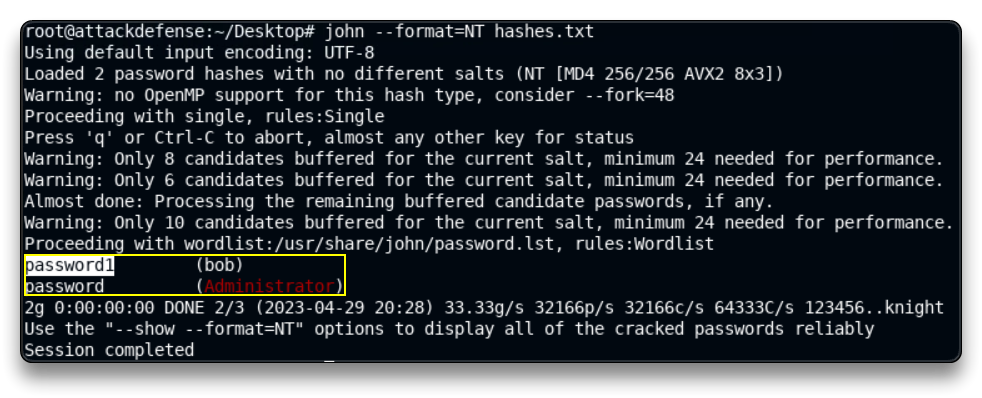 root@attackdefense:~/Desktop# john --format=NT hashes.txt
Using default input encoding: UTF-8
Loaded 2 password hashes with no different salts (NT [MD4 256/256 AVX2 8x3])
Warning: no OpenMP support for this hash type, consider --fork=48
Proceeding with single, rules:Single
Press 'q' or Ctrl-C to abort, almost any other key for status
Warning: Only 8 candidates buffered for the current salt, minimum 24 needed for performance.
Warning: Only 6 candidates buffered for the current salt, minimum 24 needed for performance.
Almost done: Processing the remaining buffered candidate passwords, if any.
Warning: Only 10 candidates buffered for the current salt, minimum 24 needed for performance.
Proceeding with wordlist:/usr/share/john/password.lst, rules:Wordlist
password1        (bob)
password         (Administrator)
2g 0:00:00:00 DONE 2/3 (2023-04-29 20:28) 33.33g/s 32166p/s 32166c/s 64333C/s 123456..knight
Use the "--show --format=NT" options to display all of the cracked passwords reliably
Session completed